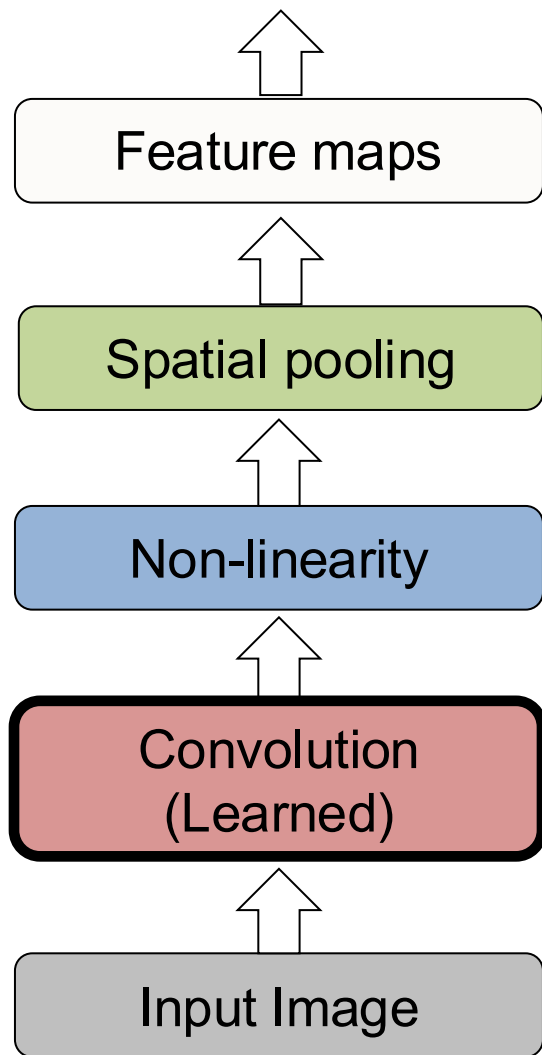 Feature maps
Spatial pooling
Non-linearity
Convolution
(Learned)
Input Image